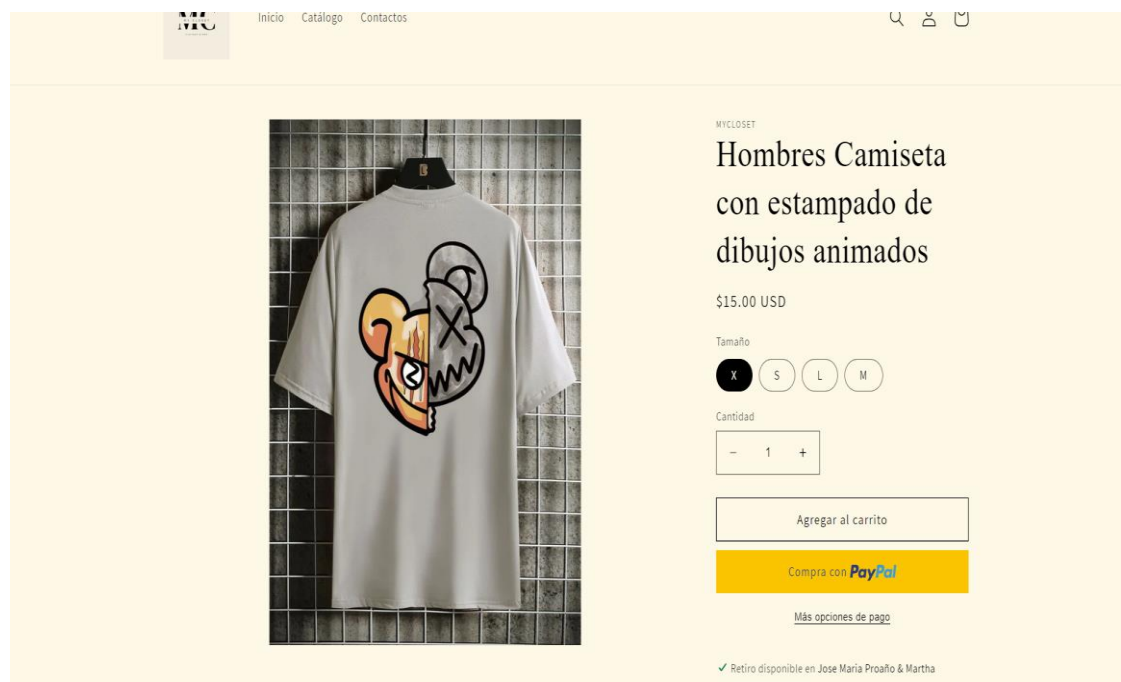 MC
Inicio Catálogo Contactos
MYCLOSET
Hombres Camiseta
con estampado de
dibujos animados
$15.00 USD
Tamaño
X S L M
Cantidad
− 1 +
Agregar al carrito
Compra con PayPal
Más opciones de pago
✓ Retiro disponible en Jose Maria Proaño & Martha